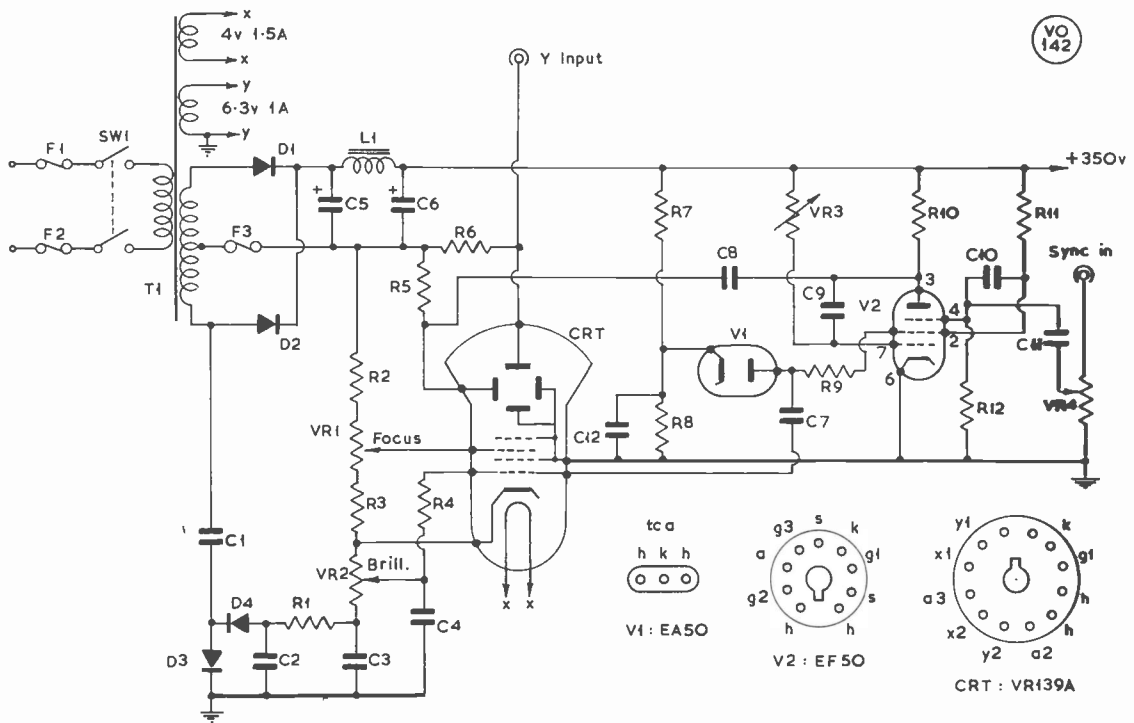 x
4v 1·5A
x
y
6·3v 1A
y
Y Input
VO
142
F1
SW1
D1
L1
+350v
+
C5
+
C6
R7
VR3
R10
R11
F2
F3
R6
Sync in
T1
R5
C8
C10
C9
3
V2
4
D2
CRT
V1
2
C11
7
R2
R9
6
VR1
Focus
C12
R8
C7
R12
VR4
R3
R4
C1
VR2
Brill.
x
x
D4
R1
C4
D3
C2
C3
tca
h k h
V1 : EA50
g3
s
k
a
g1
g2
s
h
h
V2 : EF50
y1
k
x1
g1
a3
h
x2
h
y2
a2
CRT : VR139A